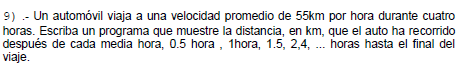 9) .- Un automóvil viaja a una velocidad promedio de 55km por hora durante cuatro
horas. Escriba un programa que muestre la distancia, en km, que el auto ha recorrido
después de cada media hora, 0.5 hora , 1hora, 1.5, 2,4, ... horas hasta el final del
viaje.